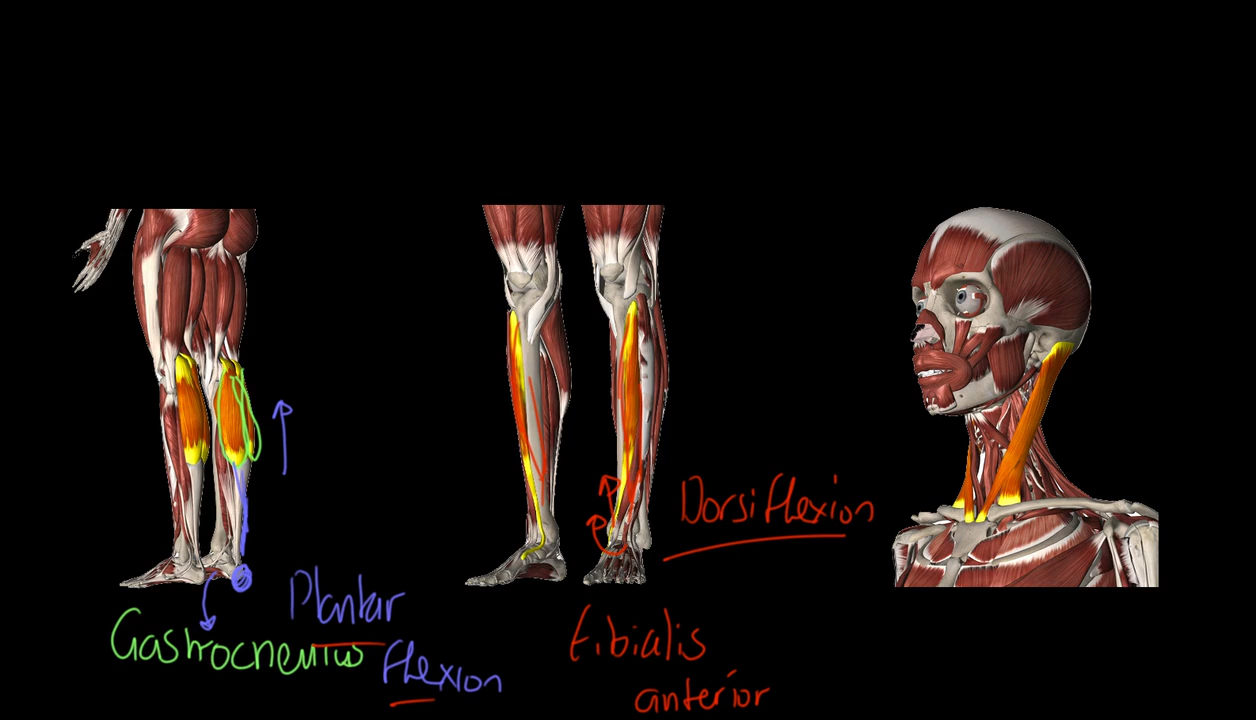 Gastrocnemius
Plantar
flexion
Dorsiflexion
tibialis
anterior